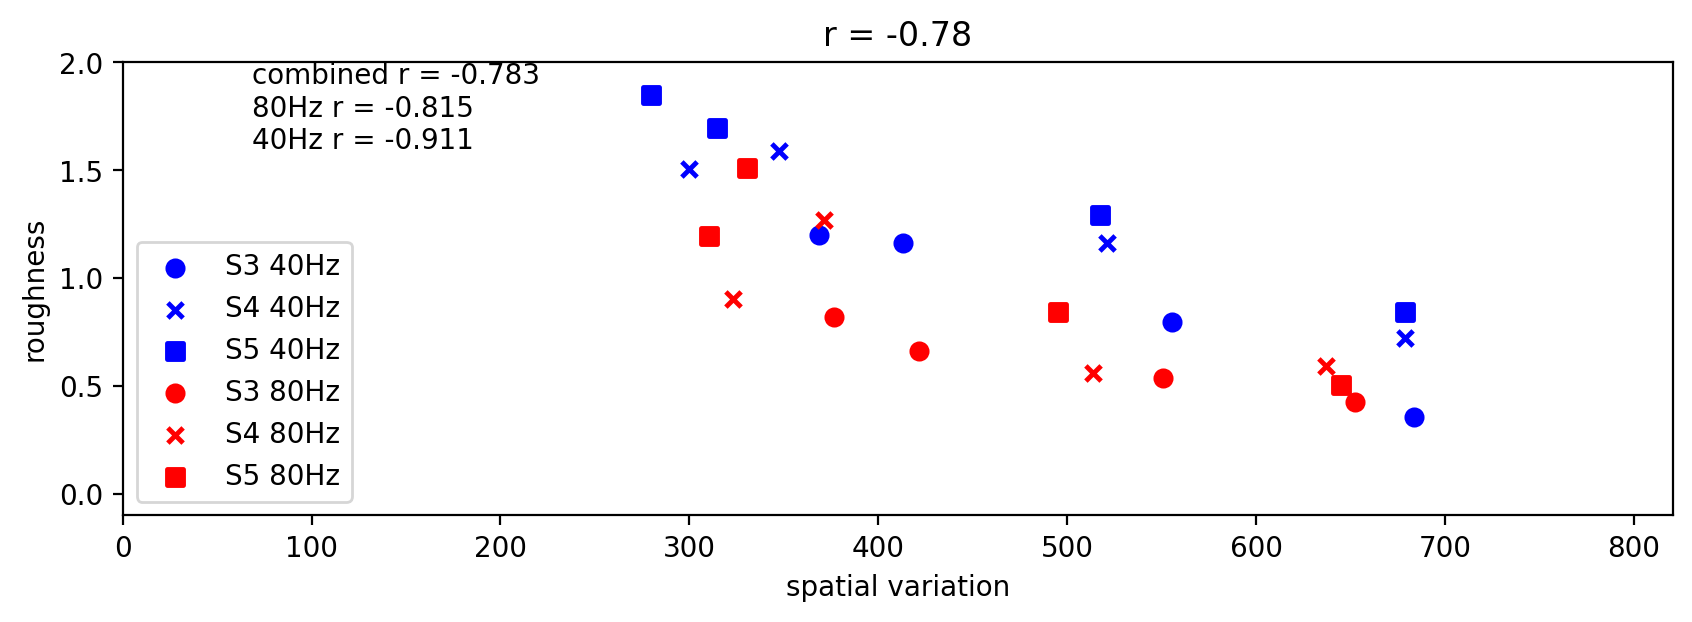 r = -0.78
combined r = -0.783
80Hz r = -0.815
40Hz r = -0.911
2.0
1.5
1.0
0.5
0.0
roughness
S3 40Hz
S4 40Hz
S5 40Hz
S3 80Hz
S4 80Hz
S5 80Hz
0 100 200 300 400 500 600 700 800
spatial variation